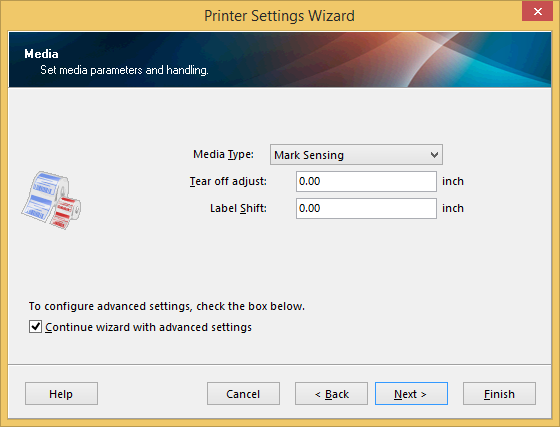 Printer Settings Wizard
Media
Set media parameters and handling.
Media Type: Mark Sensing
Tear off adjust: 0.00 inch
Label Shift: 0.00 inch
To configure advanced settings, check the box below.
Continue wizard with advanced settings
Help Cancel < Back Next > Finish